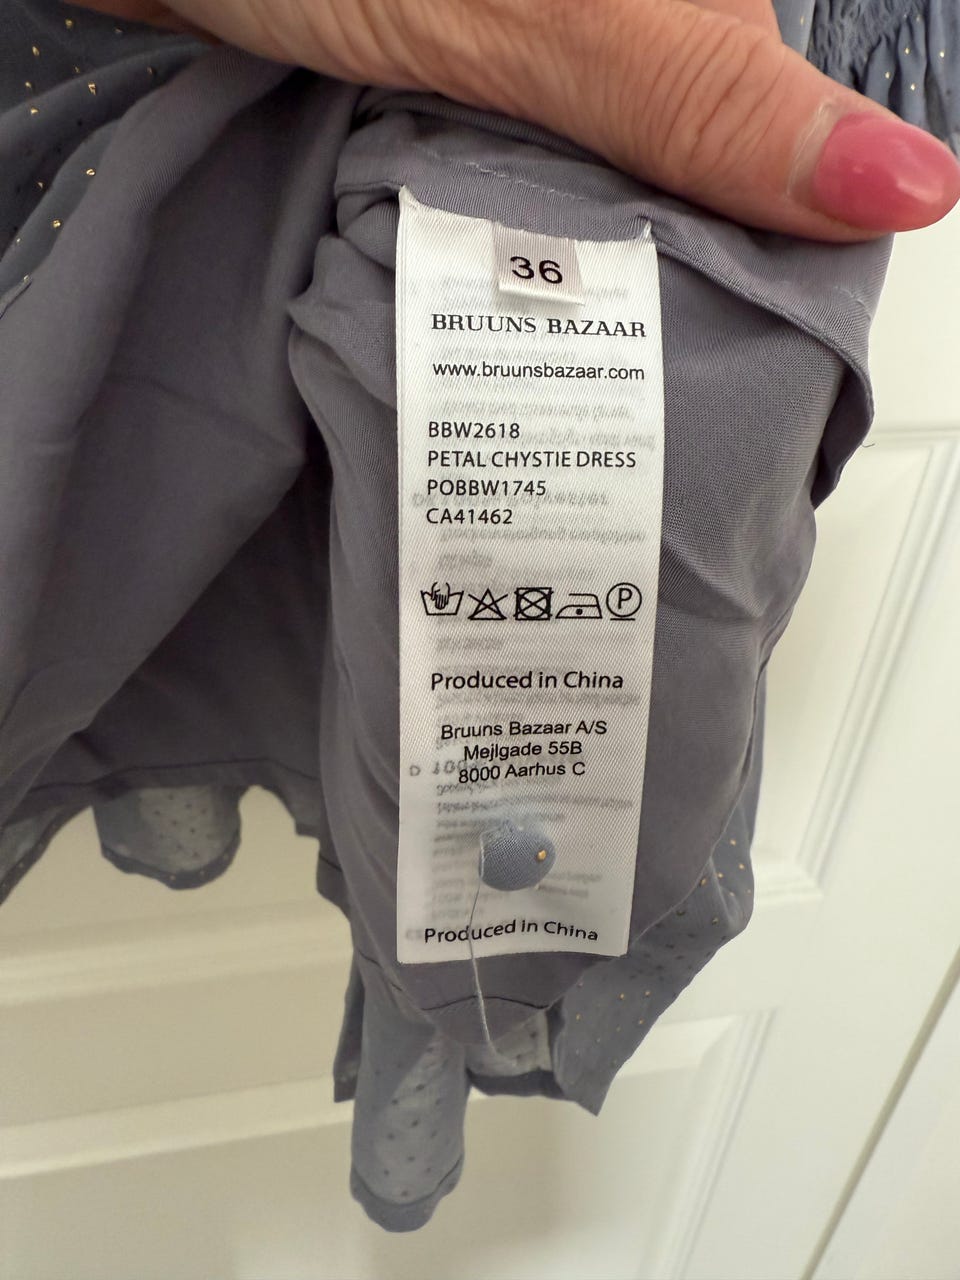 36
BRUUNS BAZAAR
www.bruunsbazaar.com
BBW2618
PETAL CHYSTIE DRESS
POBBW1745
CA41462
P
Produced in China
Bruuns Bazaar A/S
Mejlgade 55B
8000 Aarhus C
Produced in China